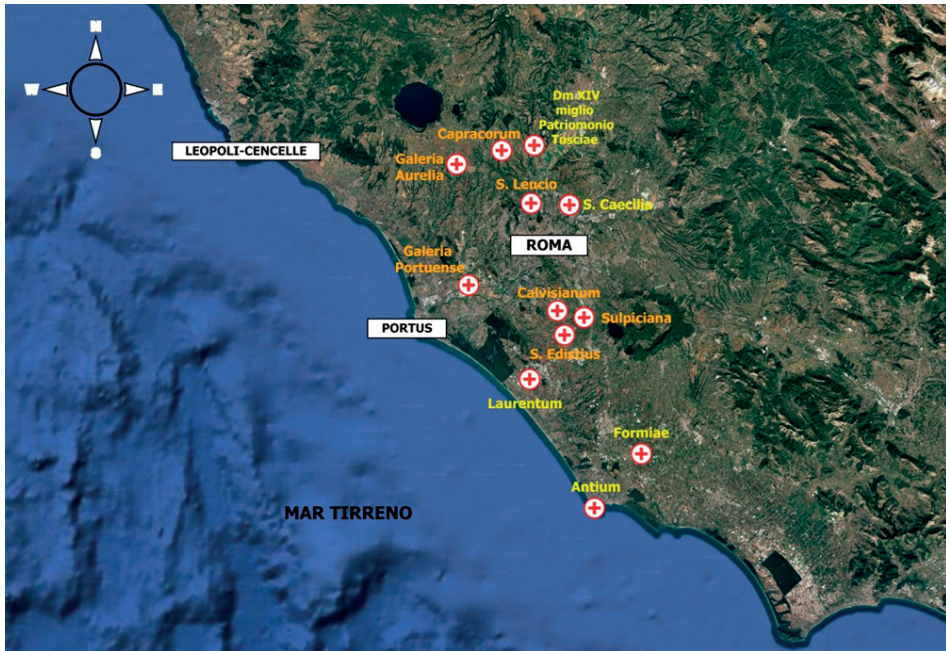 N
W
E
S
Dm XIV
miglio
Patriomonio
Tusciae
Capracorum
LEOPOLI-CENCELLE
Galeria
Aurelia
S. Leucio
S. Caecilia
ROMA
Galeria
Portuense
Calvisianum
Sulpiciana
PORTUS
S. Edistius
Laurentum
Formiae
Antium
MAR TIRRENO